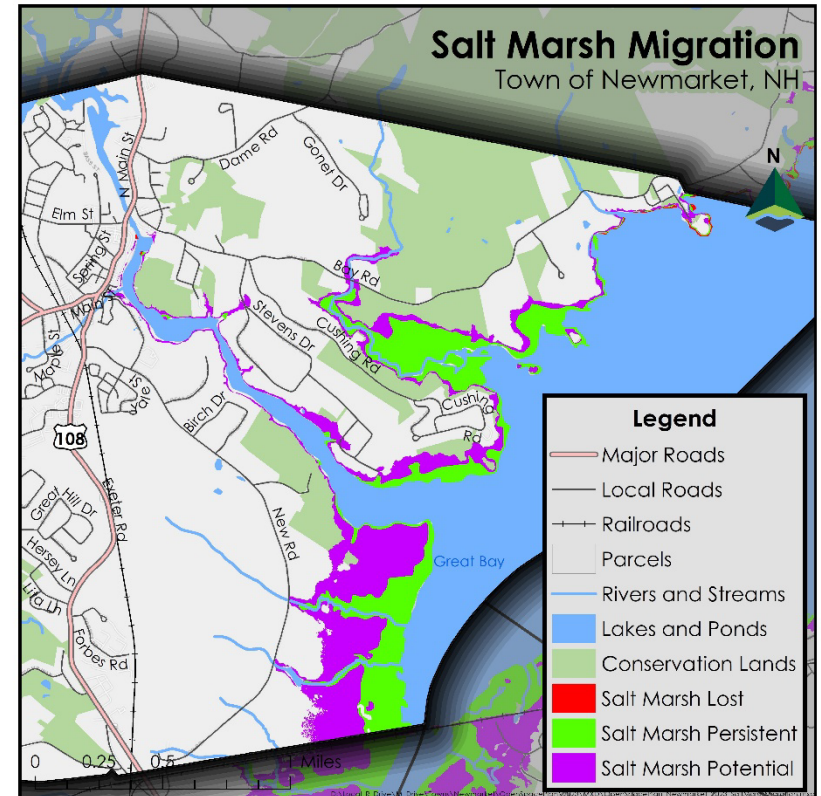 Salt Marsh Migration
Town of Newmarket, NH
N
N Main St
Dame Rd
Gonet Dr
Elm St
Spring St
Bay Rd
Main St
Stevens Dr
Cushing Rd
Maple St
Birch Dr
Cushing
Rd
108
Great
Hill Dr
Exeter Rd
New Rd
Hersey Ln
Great Bay
Lita Ln
Forbes Rd
0 0.25 0.5 1 Miles
Legend
Major Roads
Local Roads
Railroads
Parcels
Rivers and Streams
Lakes and Ponds
Conservation Lands
Salt Marsh Lost
Salt Marsh Persistent
Salt Marsh Potential